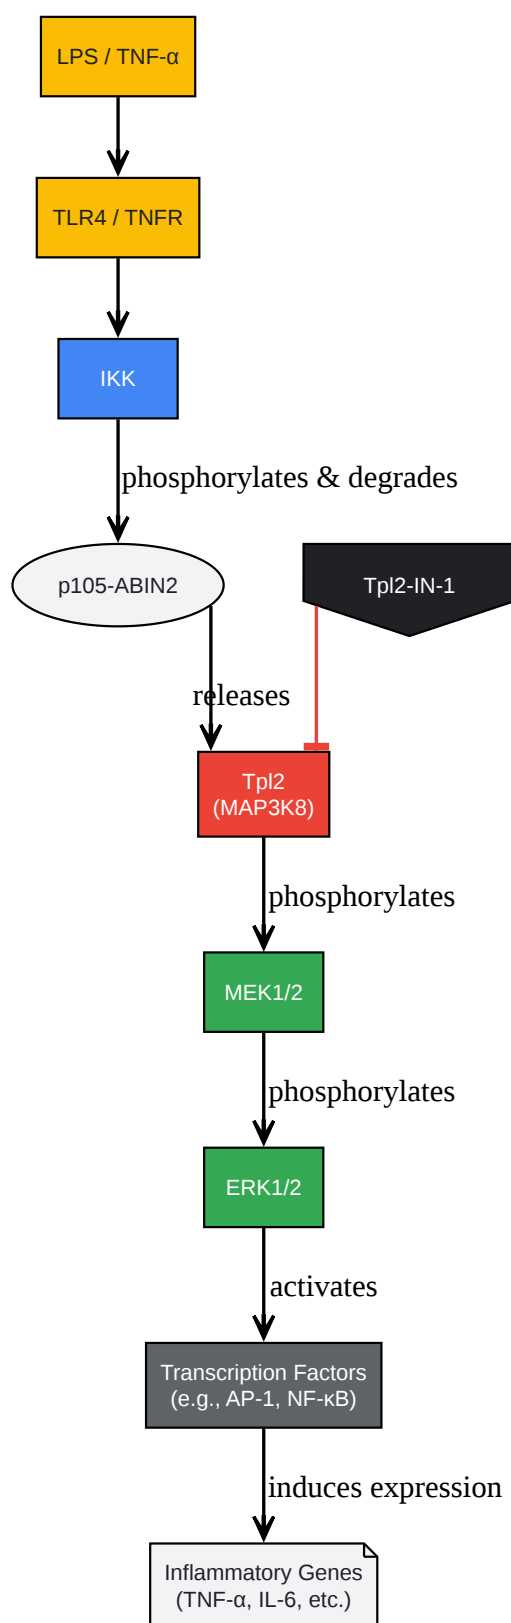 LPS / TNF-α
TLR4 / TNFR
IKK
phosphorylates & degrades
p105-ABIN2
Tpl2-IN-1
releases
Tpl2
(MAP3K8)
phosphorylates
MEK1/2
phosphorylates
ERK1/2
activates
Transcription Factors
(e.g., AP-1, NF-κB)
induces expression
Inflammatory Genes
(TNF-α, IL-6, etc.)